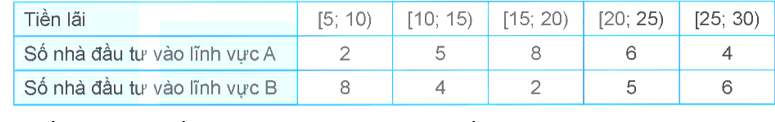 Tiền lãi [5; 10) [10; 15) [15; 20) [20; 25) [25; 30)
Số nhà đầu tư vào lĩnh vực A 2 5 8 6 4
Số nhà đầu tư vào lĩnh vực B 8 4 2 5 6